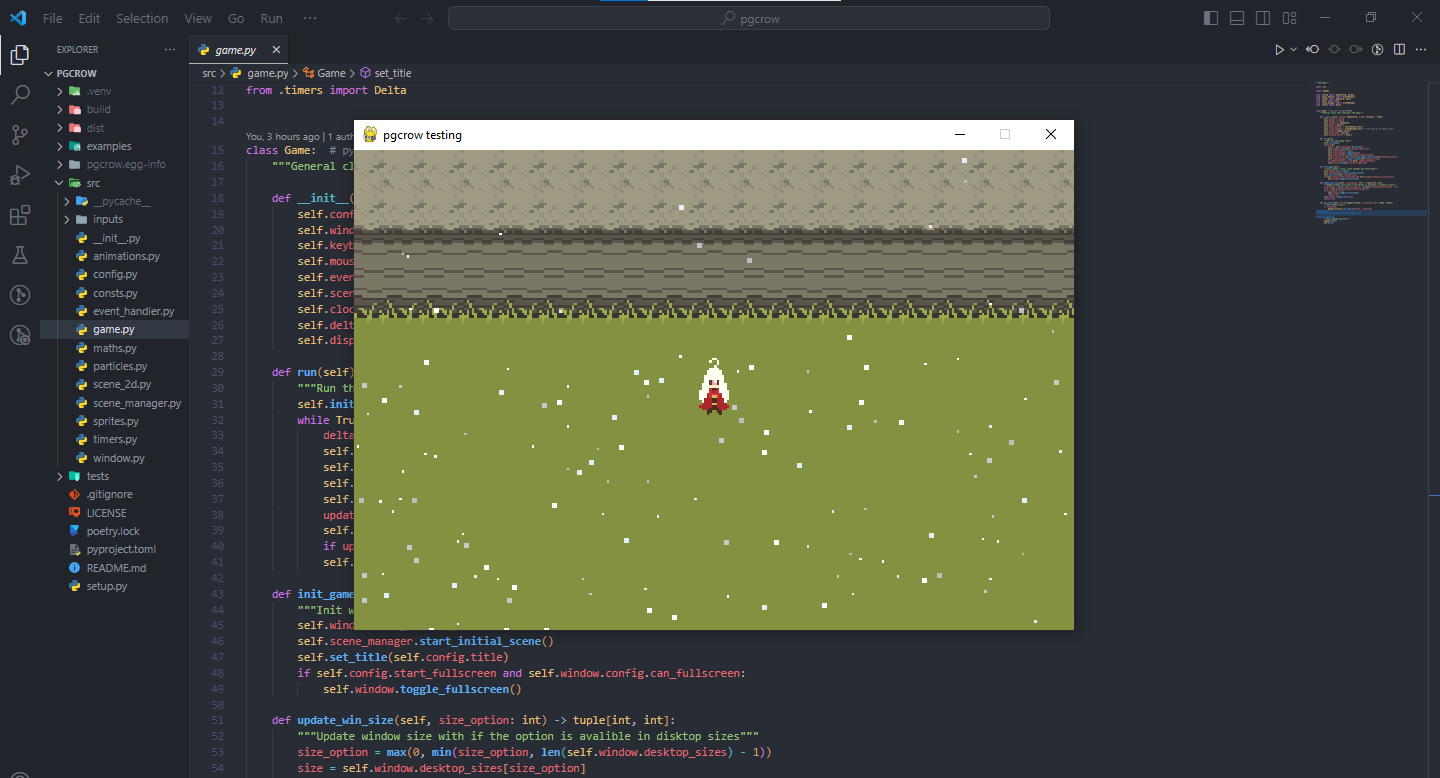 File Edit Selection View Go Run ··· pgcrow
EXPLORER ···
game.py
PGCROW
src > game.py > Game > set_title
.venv
build
dist
examples
pgcrow.egg-info
src
__pycache__
inputs
__init__.py
animations.py
config.py
consts.py
event_handler.py
game.py
maths.py
particles.py
scene_2d.py
scene_manager.py
sprites.py
timers.py
window.py
tests
.gitignore
LICENSE
poetry.lock
pyproject.toml
README.md
setup.py
12 from .timers import Delta
13
14
You, 3 hours ago | 1 auth
15 class Game: # py
16 """General cl
17
18 def __init__(
19 self.conf
20 self.wind
21 self.keyb
22 self.mous
23 self.even
24 self.scen
25 self.cloc
26 self.delt
27 self.disp
28
29 def run(self)
30 """Run th
31 self.init
32 while Tru
33 delta
34 self.
35 self.
36 self.
37 self.
38 updat
39 self.
40 if up
41 self.
42
43 def init_game
44 """Init w
45 self.wind
46 self.scene_manager.start_initial_scene()
47 self.set_title(self.config.title)
48 if self.config.start_fullscreen and self.window.config.can_fullscreen:
49 self.window.toggle_fullscreen()
50
51 def update_win_size(self, size_option: int) -> tuple[int, int]:
52 """Update window size with if the option is avalible in disktop sizes"""
53 size_option = max(0, min(size_option, len(self.window.desktop_sizes) - 1))
54 size = self.window.desktop_sizes[size_option]
pgcrow testing